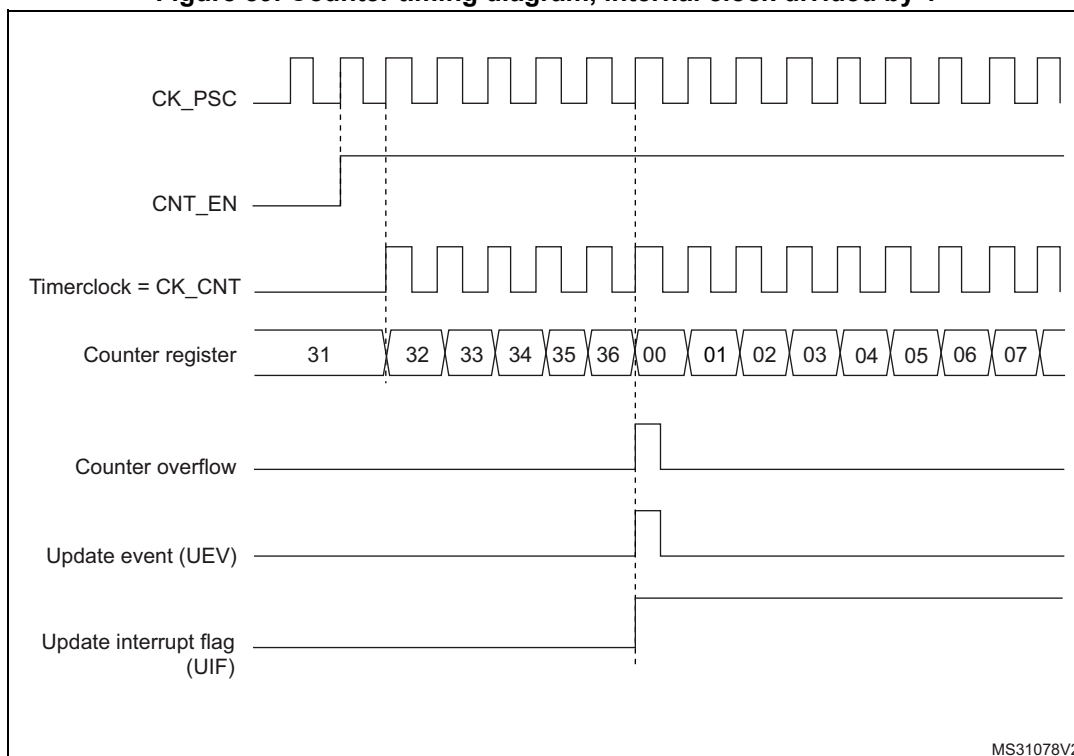 CK_PSC
CNT_EN
Timerclock = CK_CNT
Counter register 31 32 33 34 35 36 00 01 02 03 04 05 06 07
Counter overflow
Update event (UEV)
Update interrupt flag
(UIF)
MS31078V2